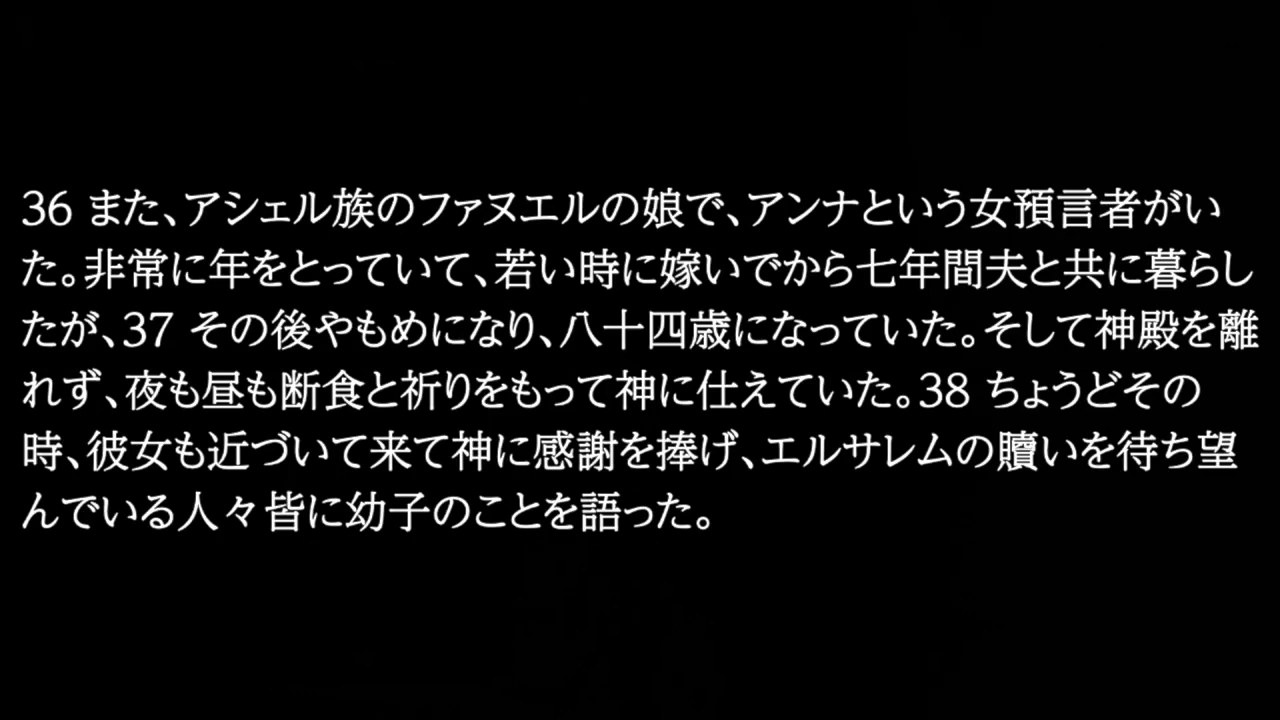 36 また、アシェル族のファヌエルの娘で、アンナという女預言者がい
た。非常に年をとっていて、若い時に嫁いでから七年間夫と共に暮らし
たが、37 その後やもめになり、八十四歳になっていた。そして神殿を離
れず、夜も昼も断食と祈りをもって神に仕えていた。38 ちょうどその
時、彼女も近づいて来て神に感謝を捧げ、エルサレムの贖いを待ち望
んでいる人々皆に幼子のことを語った。